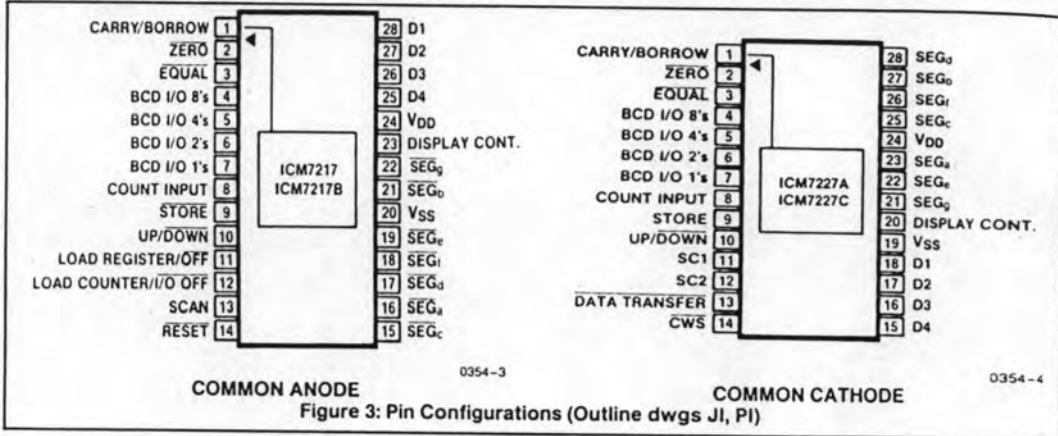 CARRY/BORROW 1 28 D1
ZERO 2 27 D2
EQUAL 3 26 D3
BCD I/O 8's 4 25 D4
BCD I/O 4's 5 24 VDD
BCD I/O 2's 6 23 DISPLAY CONT.
BCD I/O 1's 7 22 SEGg
COUNT INPUT 8 21 SEGb
STORE 9 20 VSS
UP/DOWN 10 19 SEGe
LOAD REGISTER/OFF 11 18 SEGf
LOAD COUNTER/I/O OFF 12 17 SEGd
SCAN 13 16 SEGa
RESET 14 15 SEGc
ICM7217
ICM7217B
0354-3
COMMON ANODE
CARRY/BORROW 1 28 SEGd
ZERO 2 27 SEGb
EQUAL 3 26 SEGf
BCD I/O 8's 4 25 SEGc
BCD I/O 4's 5 24 VDD
BCD I/O 2's 6 23 SEGa
BCD I/O 1's 7 22 SEGe
COUNT INPUT 8 21 SEGg
STORE 9 20 DISPLAY CONT.
UP/DOWN 10 19 VSS
SC1 11 18 D1
SC2 12 17 D2
DATA TRANSFER 13 16 D3
CWS 14 15 D4
ICM7227A
ICM7227C
0354-4
COMMON CATHODE
Figure 3: Pin Configurations (Outline dwgs JI, PI)